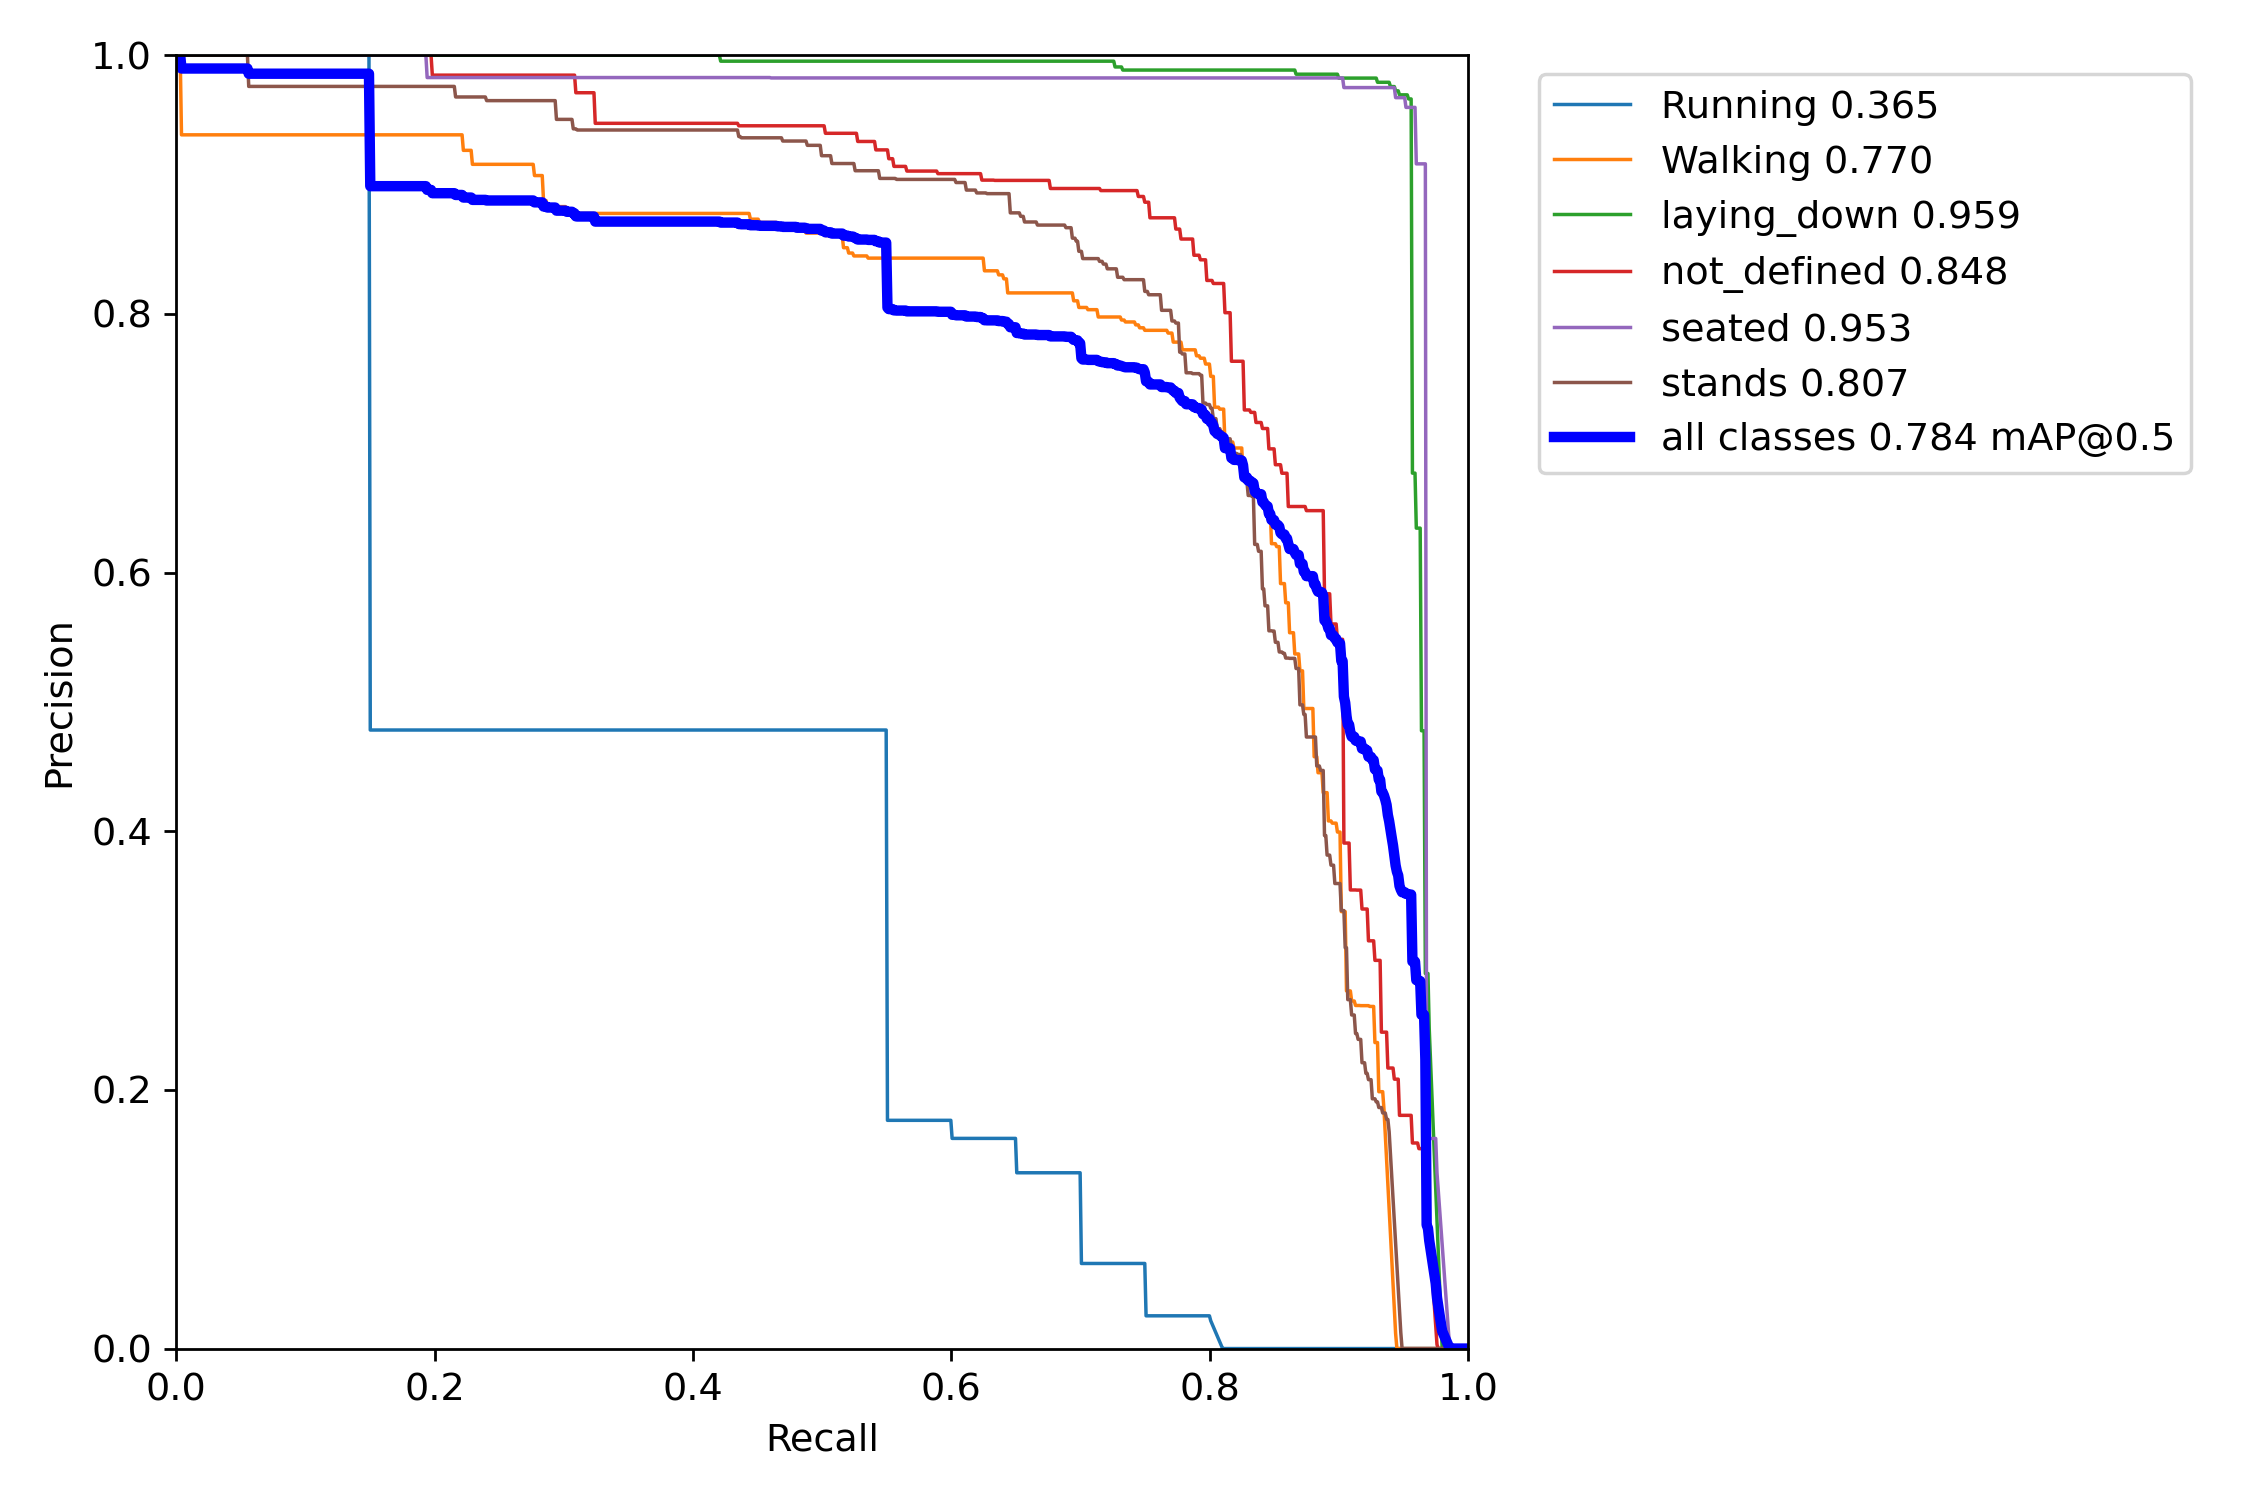 1.0
0.8
0.6
0.4
0.2
0.0
Precision
0.0 0.2 0.4 0.6 0.8 1.0
Recall
Running 0.365
Walking 0.770
laying_down 0.959
not_defined 0.848
seated 0.953
stands 0.807
all classes 0.784 mAP@0.5